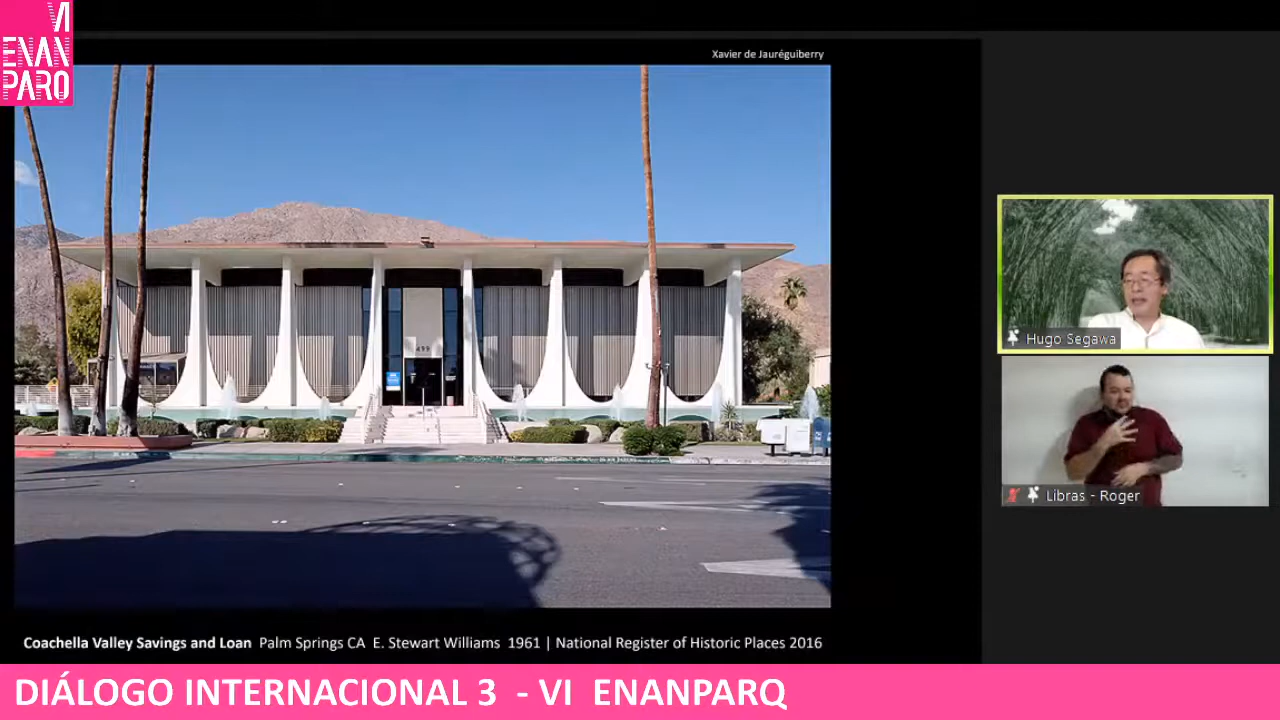 VI
ENAN
PARQ
Xavier de Jauréguiberry
499
Hugo Segawa
Libras - Roger
Coachella Valley Savings and Loan Palm Springs CA E. Stewart Williams 1961 | National Register of Historic Places 2016
DIÁLOGO INTERNACIONAL 3 - VI ENANPARQ